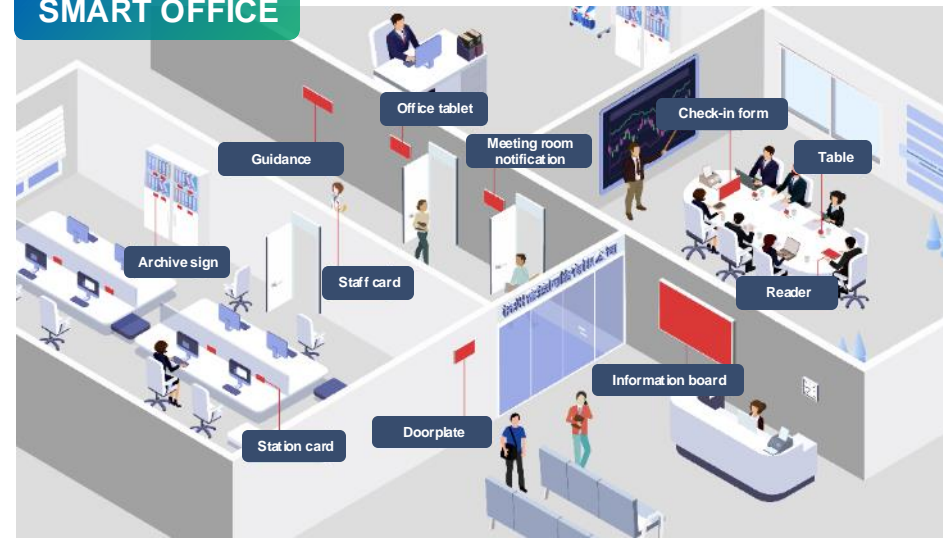 SMART OFFICE
Office tablet
Check-in form
Guidance
Meeting room
notification
Table
Archive sign
Staff card
Reader
Information board
Doorplate
Station card